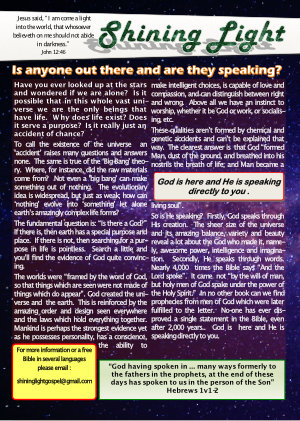 Jesus said, " I am come a light
into the world, that whosoever
believeth on me should not abide
in darkness."
John 12:46
Shining Light
Is anyone out there and are they speaking?
Have you ever looked up at the stars
and wondered if we are alone? Is it
possible that in this whole vast uni-
verse we are the only beings that
have life. Why does life exist? Does
it serve a purpose? Is it really just an
accident of chance?
To call the existence of the universe an
'accident' raises many questions and answers
none. The same is true of the 'Big-Bang' theo-
ry. Where, for instance, did the raw materials
come from? Not even a 'big bang' can make
something out of nothing. The evolutionary
idea is widespread, but just as weak; how can
'nothing' evolve into 'something' let alone
earth's amazingly complex life forms?
The fundamental question is: "Is there a God?"
If there is, then earth has a special purpose and
place. If there is not, then searching for a pur-
pose in life is pointless. Search a little and
you'll find the evidence of God quite convinc-
ing.
The worlds were "framed by the word of God,
so that things which are seen were not made of
things which do appear". God created the uni-
verse and the earth. This is reinforced by the
amazing order and design seen everywhere
and the laws which hold everything together.
Mankind is perhaps the strongest evidence yet
as he possesses personality, has a conscience,
the ability to
make intelligent choices, is capable of love and
compassion, and can distinguish between right
and wrong. Above all we have an instinct to
worship, whether it be God or work, or socialis-
ing, etc.
These qualities aren't formed by chemical and
genetic accidents and can't be explained that
way. The clearest answer is that God "formed
Man, dust of the ground, and breathed into his
nostrils the breath of life; and Man became a
God is here and He is speaking
directly to you .
living soul"
So is He speaking? Firstly, God speaks through
His creation. The sheer size of the universe
and its amazing balance, variety and beauty
reveal a lot about the God who made it, name-
ly, awesome power, intelligence and imagina-
tion. Secondly, He speaks through words.
Nearly 4,000 times the Bible says "And the
Lord spoke". It came not "by the will of man,
but holy men of God spake under the power of
the Holy Spirit." In no other book can we find
prophecies from men of God which were later
fulfilled to the letter. No-one has ever dis-
proved a single statement in the Bible, even
after 2,000 years.. God is here and He is
speaking directly to you.
For more information or a free
Bible in several languages
please email :
shininglightgospel@gmail.com
"God having spoken in ... many ways formerly to
the fathers in the prophets, at the end of these
days has spoken to us in the person of the Son"
Hebrews 1v1-2